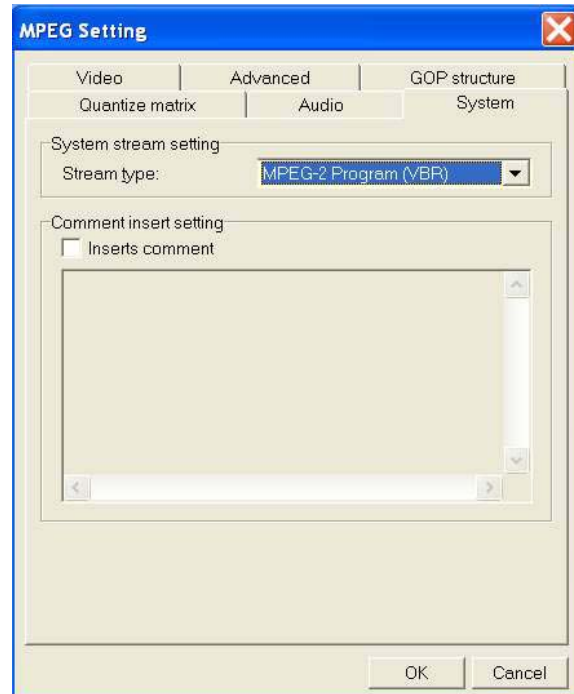 MPEG Setting
Video Advanced GOP structure
Quantize matrix Audio System
System stream setting
Stream type: MPEG-2 Program (VBR)
Comment insert setting
Inserts comment
OK Cancel